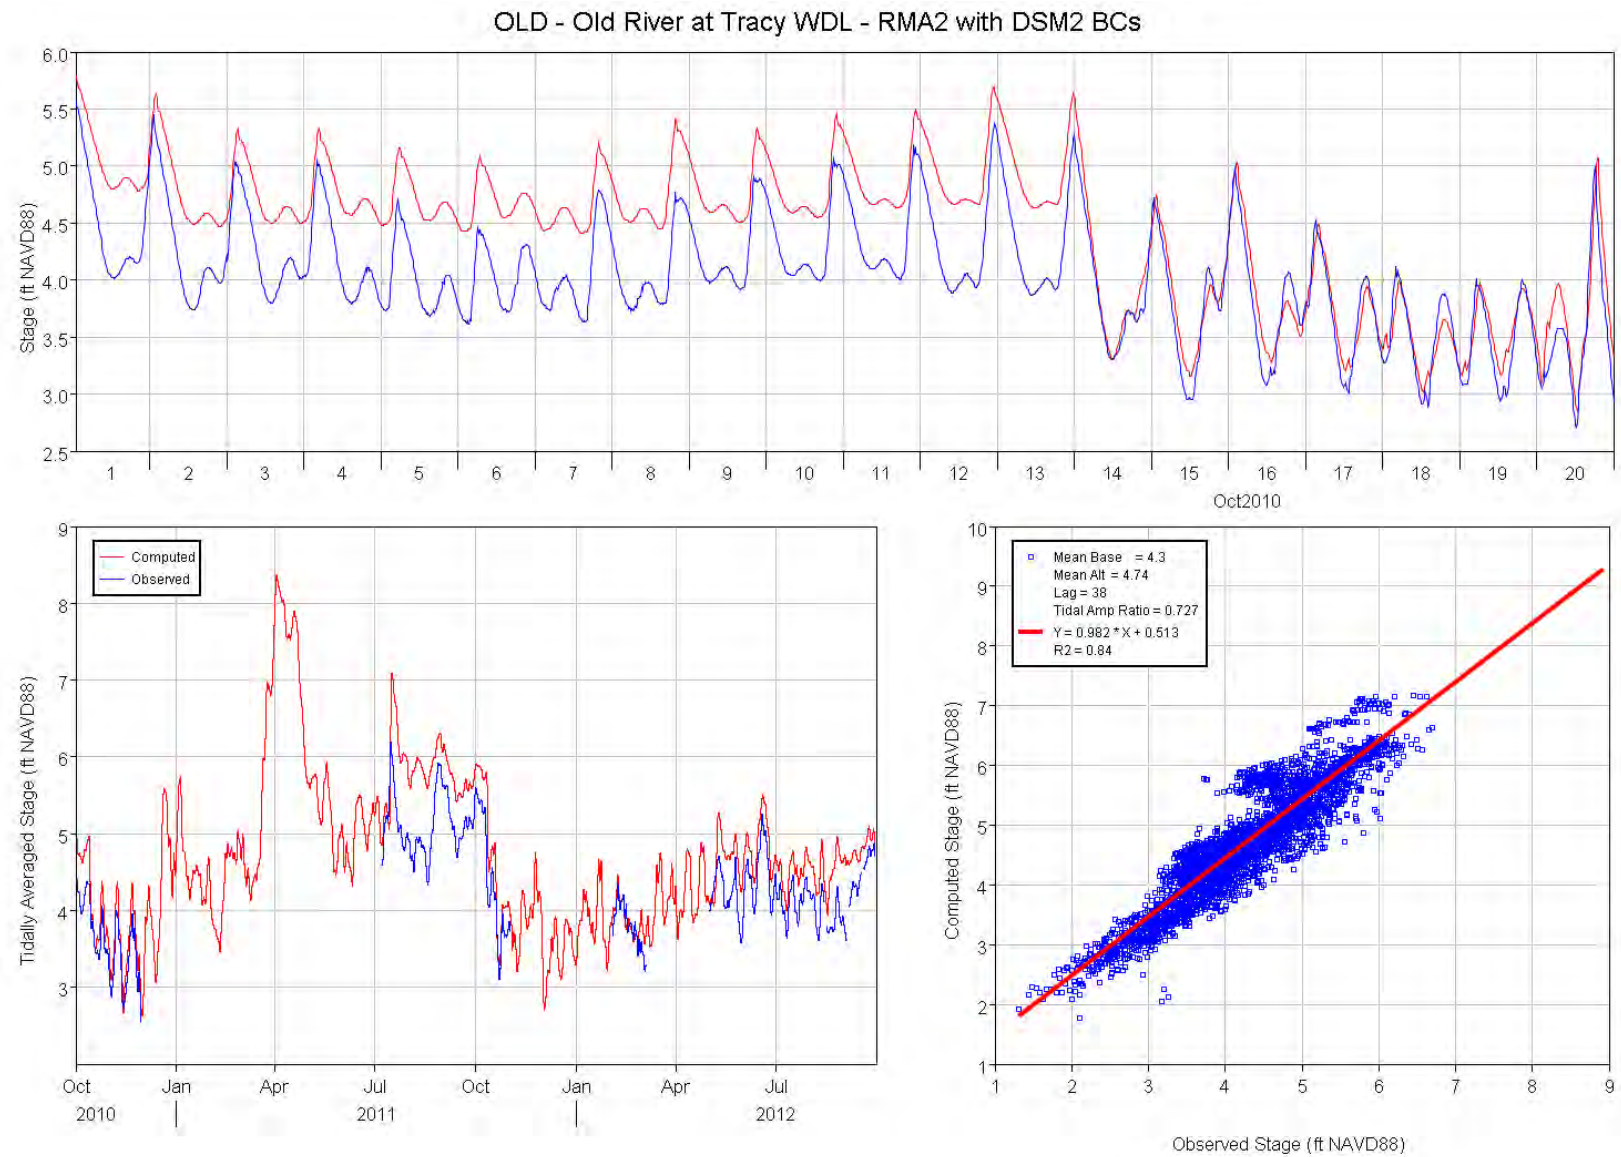 OLD - Old River at Tracy WDL - RMA2 with DSM2 BCs
Stage (ft NAVD88)
6.0
5.5
5.0
4.5
4.0
3.5
3.0
2.5
1 2 3 4 5 6 7 8 9 10 11 12 13 14 15 16 17 18 19 20
Oct2010
Tidally Averaged Stage (ft NAVD88)
9
8
7
6
5
4
3
Computed
Observed
Oct Jan Apr Jul Oct Jan Apr Jul
2010 2011 2012
Computed Stage (ft NAVD88)
10
9
8
7
6
5
4
3
2
1
Mean Base = 4.3
Mean Alt = 4.74
Lag = 38
Tidal Amp Ratio = 0.727
Y = 0.982 * X + 0.513
R2 = 0.84
1 2 3 4 5 6 7 8 9
Observed Stage (ft NAVD88)